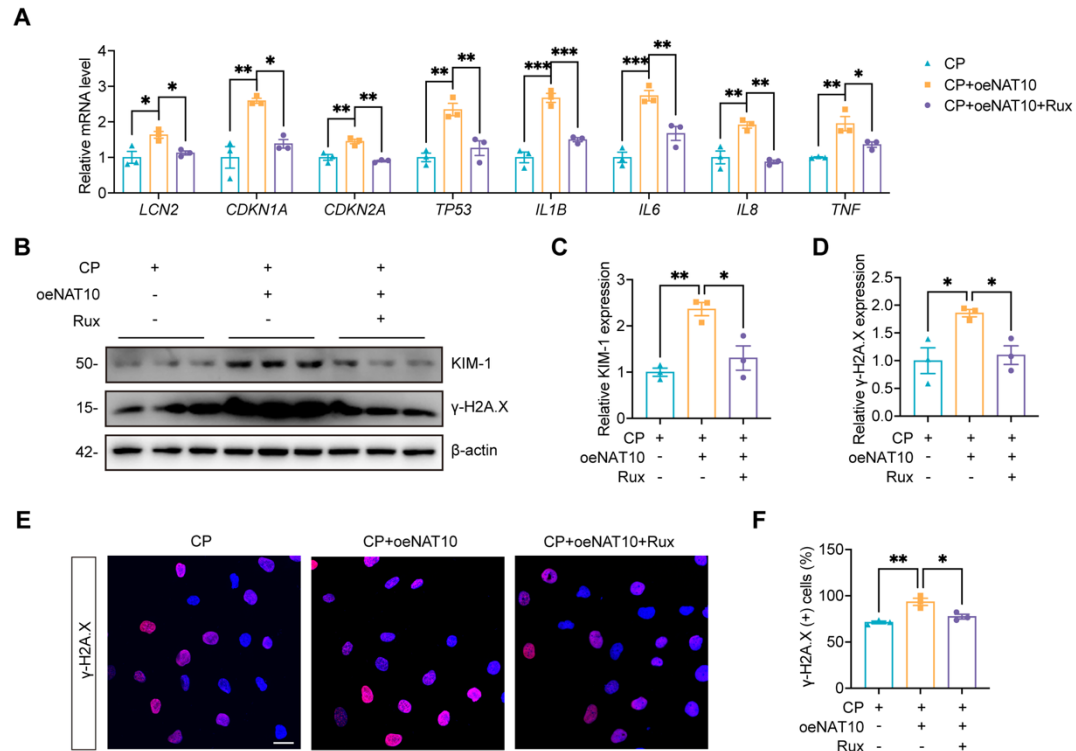 A
Relative mRNA level
4
3
2
1
0
* * ** * ** ** ** ** *** *** *** ** ** ** ** *
LCN2 CDKN1A CDKN2A TP53 IL1B IL6 IL8 TNF
CP
CP+oeNAT10
CP+oeNAT10+Rux
B
CP + + +
oeNAT10 - + +
Rux - - +
50- KIM-1
15- γ-H2A.X
42- β-actin
C
Relative KIM-1 expression
3
2
1
0
** *
CP + + +
oeNAT10 - + +
Rux - - +
D
Relative γ-H2A.X expression
2.0
1.5
1.0
0.5
0.0
* *
CP + + +
oeNAT10 - + +
Rux - - +
E
CP CP+oeNAT10 CP+oeNAT10+Rux
γ-H2A.X
F
γ-H2A.X (+) cells (%)
150
100
50
0
** *
CP + + +
oeNAT10 - + +
Rux - - +